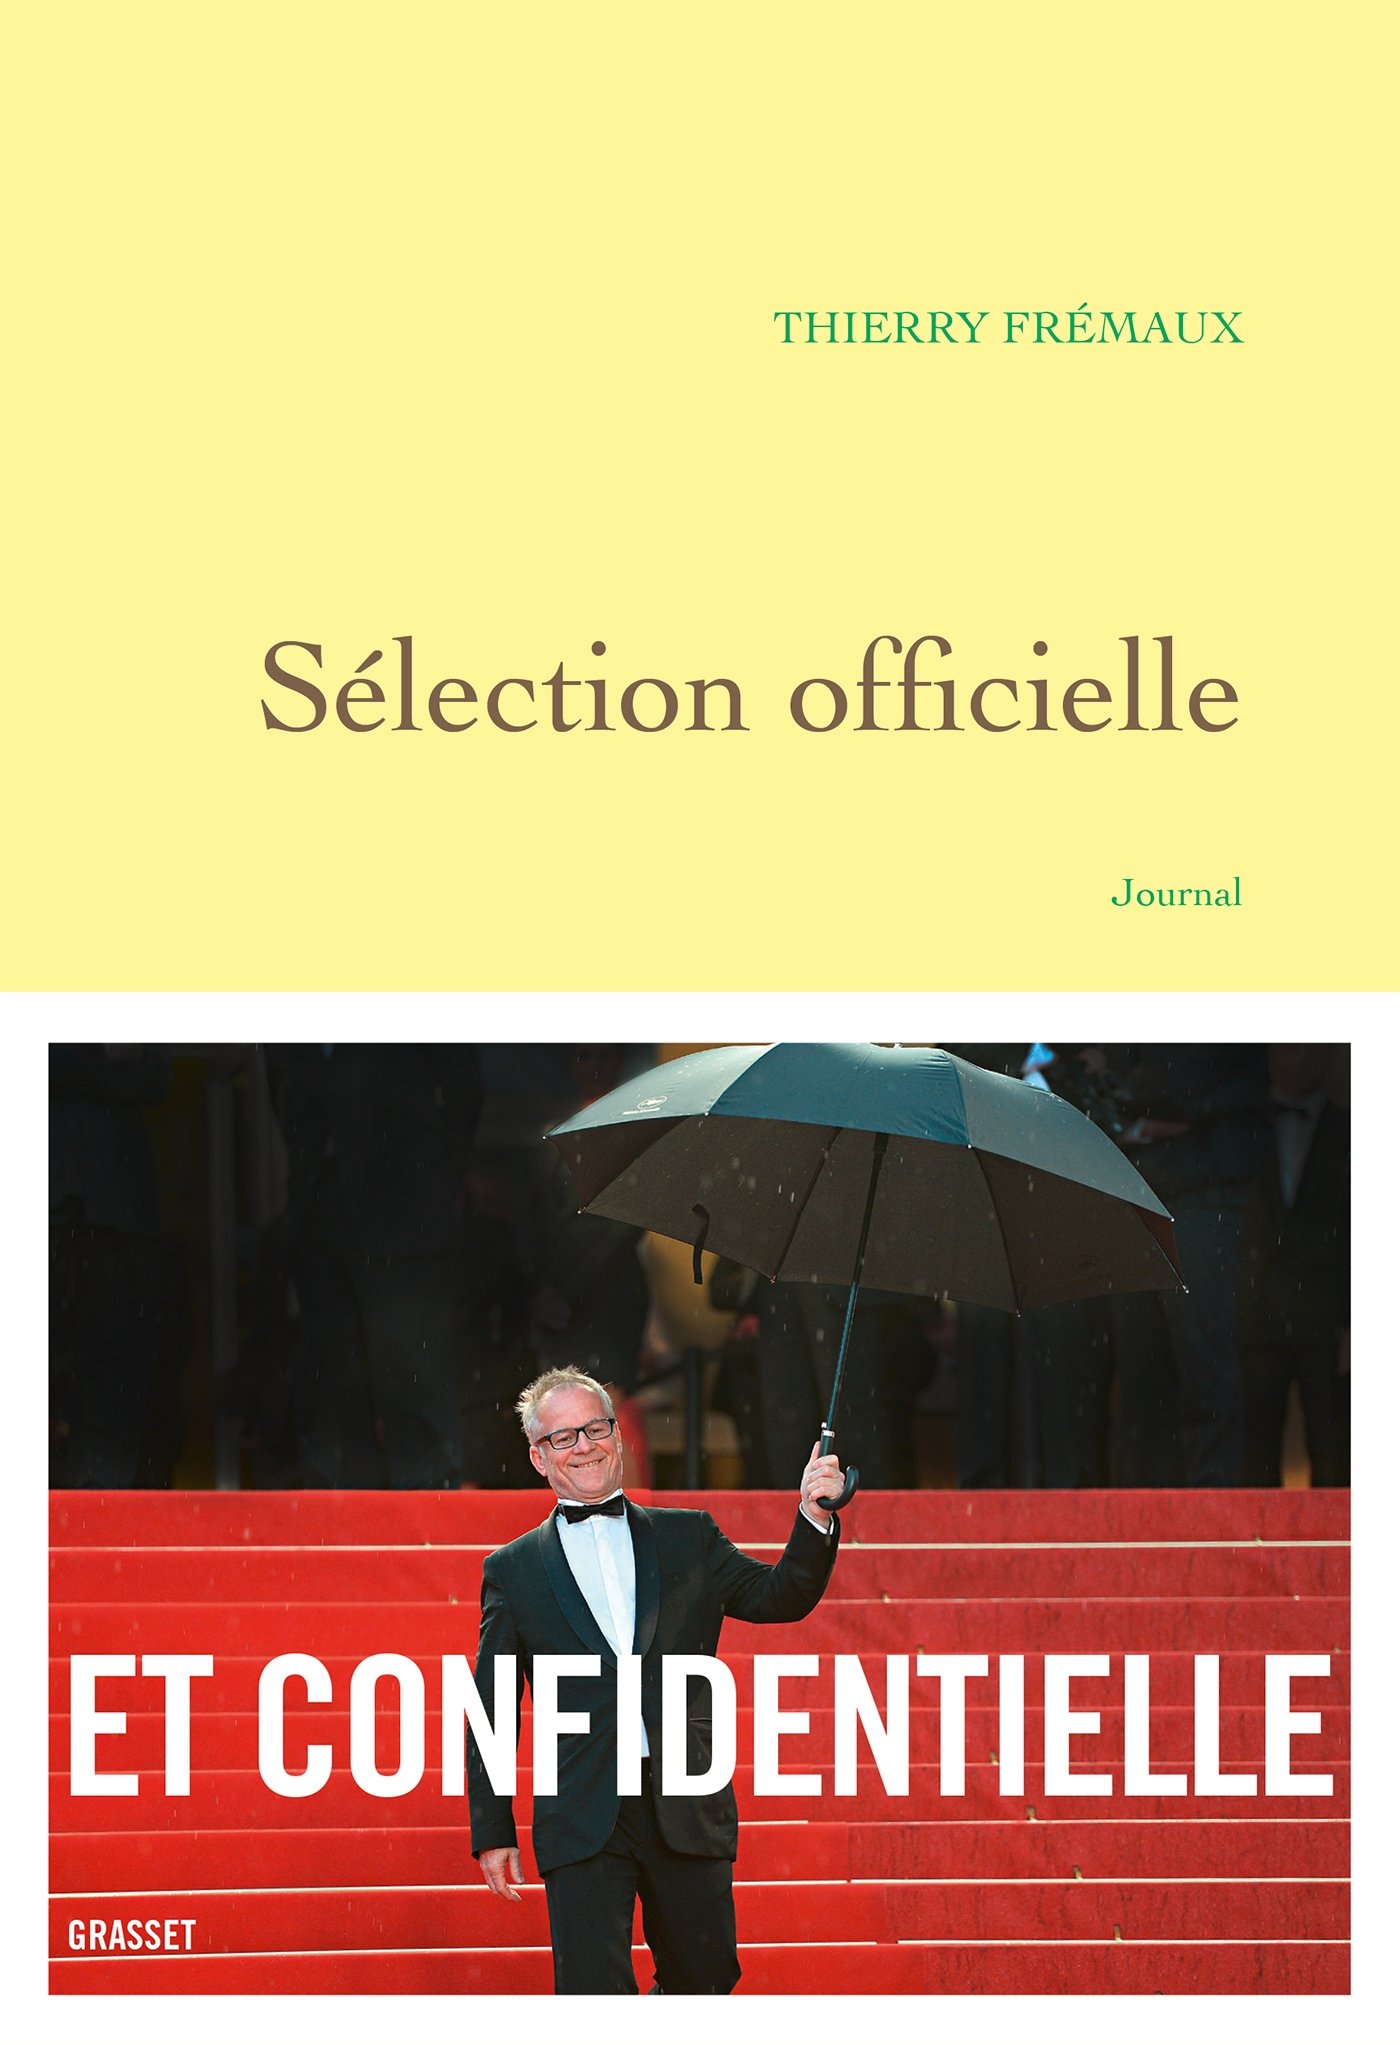 THIERRY FRÉMAUX
Sélection officielle
Journal
ET CONFIDENTIELLE
GRASSET